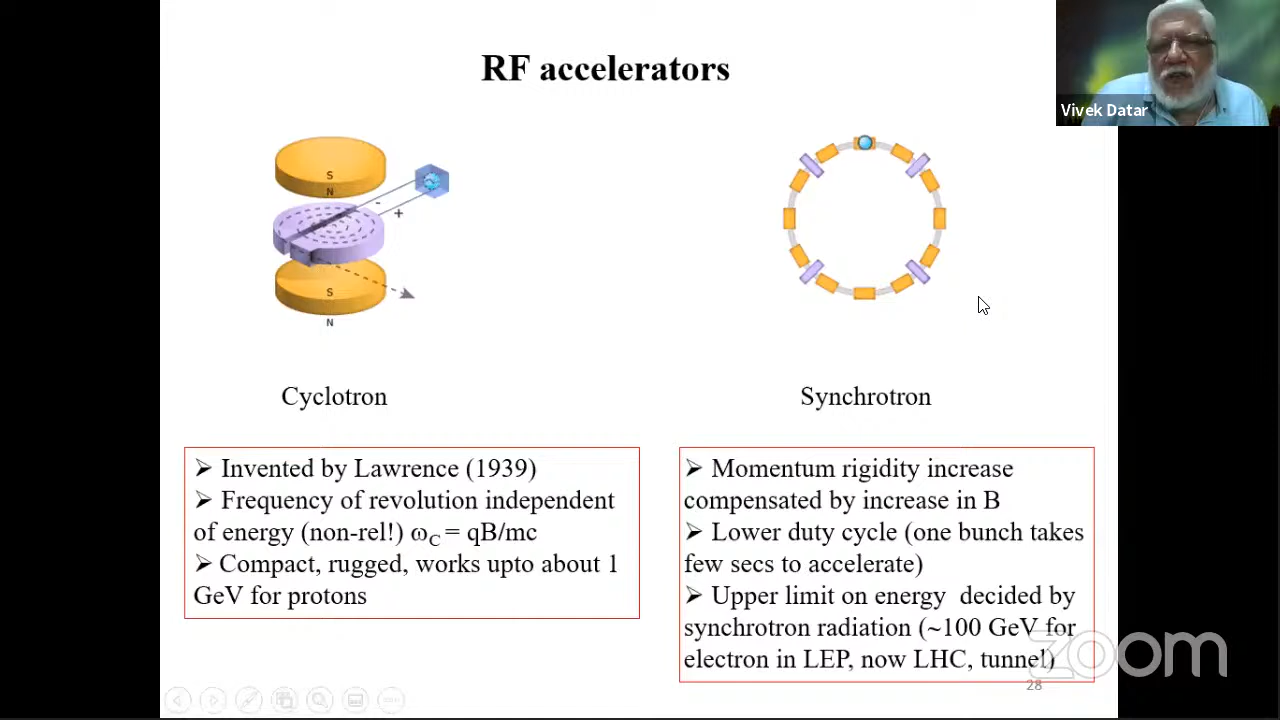 RF accelerators
Vivek Datar
S
N
-
+
S
N
Cyclotron
Synchrotron
➢ Invented by Lawrence (1939)
➢ Frequency of revolution independent
of energy (non-rel!) ωC = qB/mc
➢ Compact, rugged, works upto about 1
GeV for protons
➢ Momentum rigidity increase
compensated by increase in B
➢ Lower duty cycle (one bunch takes
few secs to accelerate)
➢ Upper limit on energy decided by
synchrotron radiation (~100 GeV for
electron in LEP, now LHC, tunnel)
zoom
28